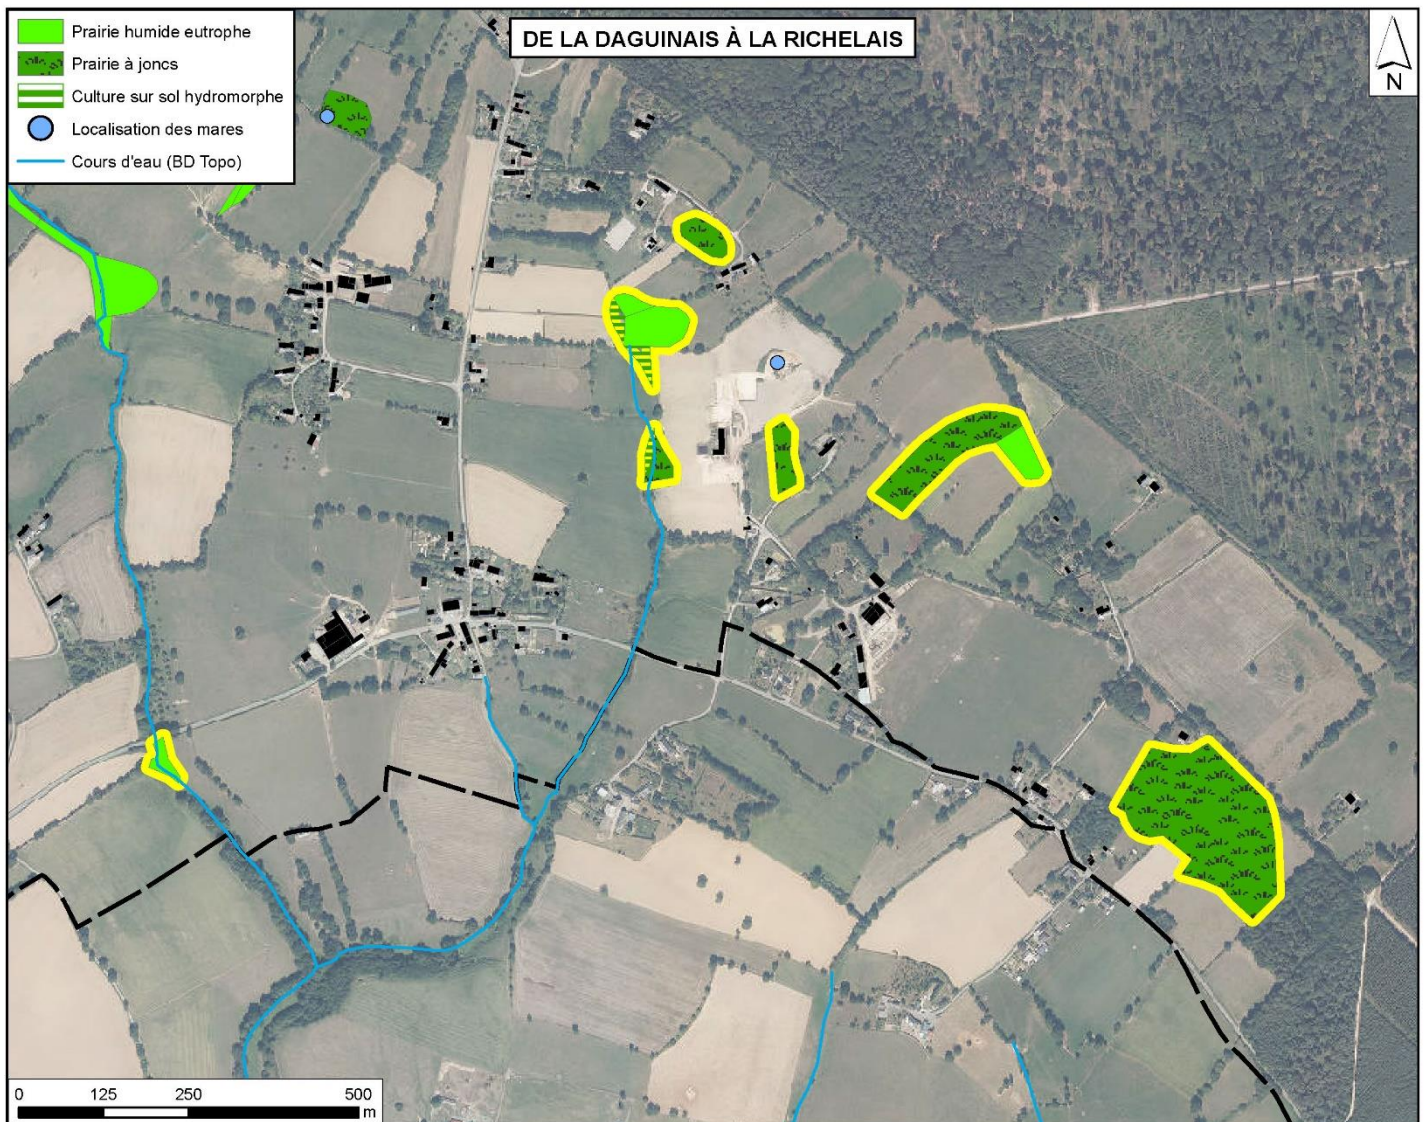 Prairie humide eutrophe
Prairie à joncs
Culture sur sol hydromorphe
Localisation des mares
Cours d'eau (BD Topo)
DE LA DAGUINAIS À LA RICHELAIS
N
0 125 250 500
m